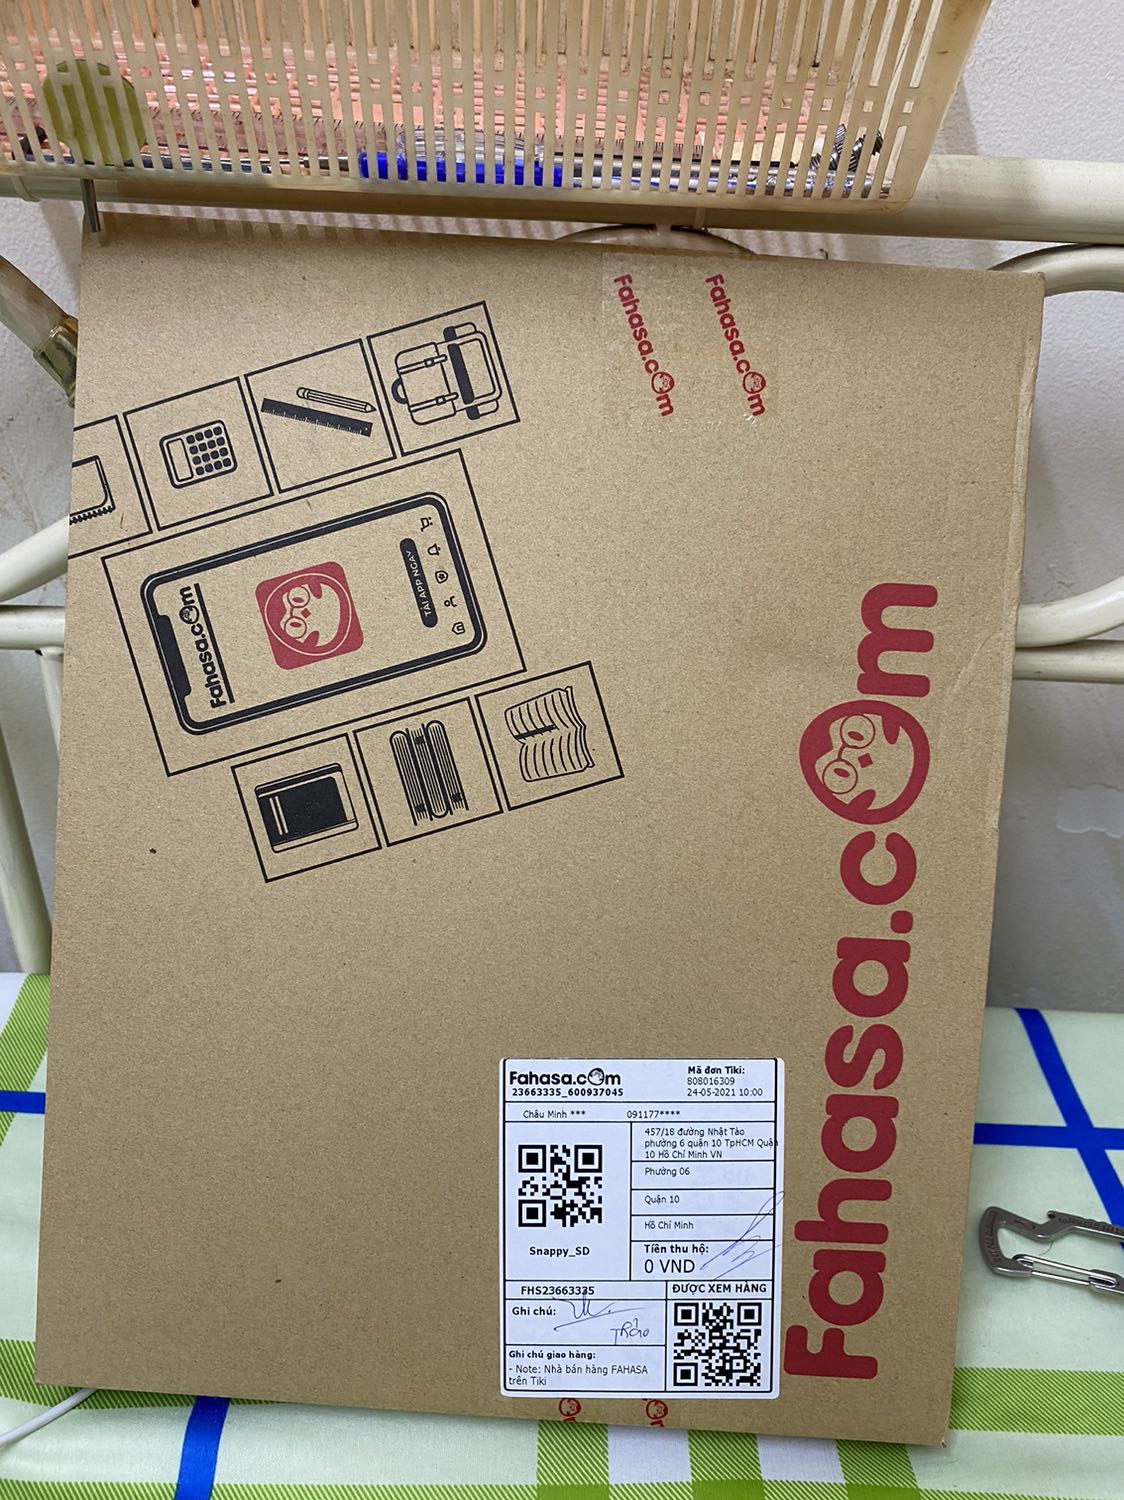 Fahasa.com
Fahasa.com
Fahasa.com
TẢI APP NGAY
Fahasa.com
Fahasa.com
23663335_600937045
Mã đơn Tiki:
808016309
24-05-2021 10:00
Châu Minh ***
091177****
457/18 đường Nhật Tảo
phường 6 quận 10 TpHCM Quận
10 Hồ Chí Minh VN
Phường 06
Quận 10
Hồ Chí Minh
Snappy_SD
Tiền thu hộ:
0 VND
FHS23663335
ĐƯỢC XEM HÀNG
Ghi chú:
Ghi chú giao hàng:
- Note: Nhà bán hàng FAHASA
trên Tiki